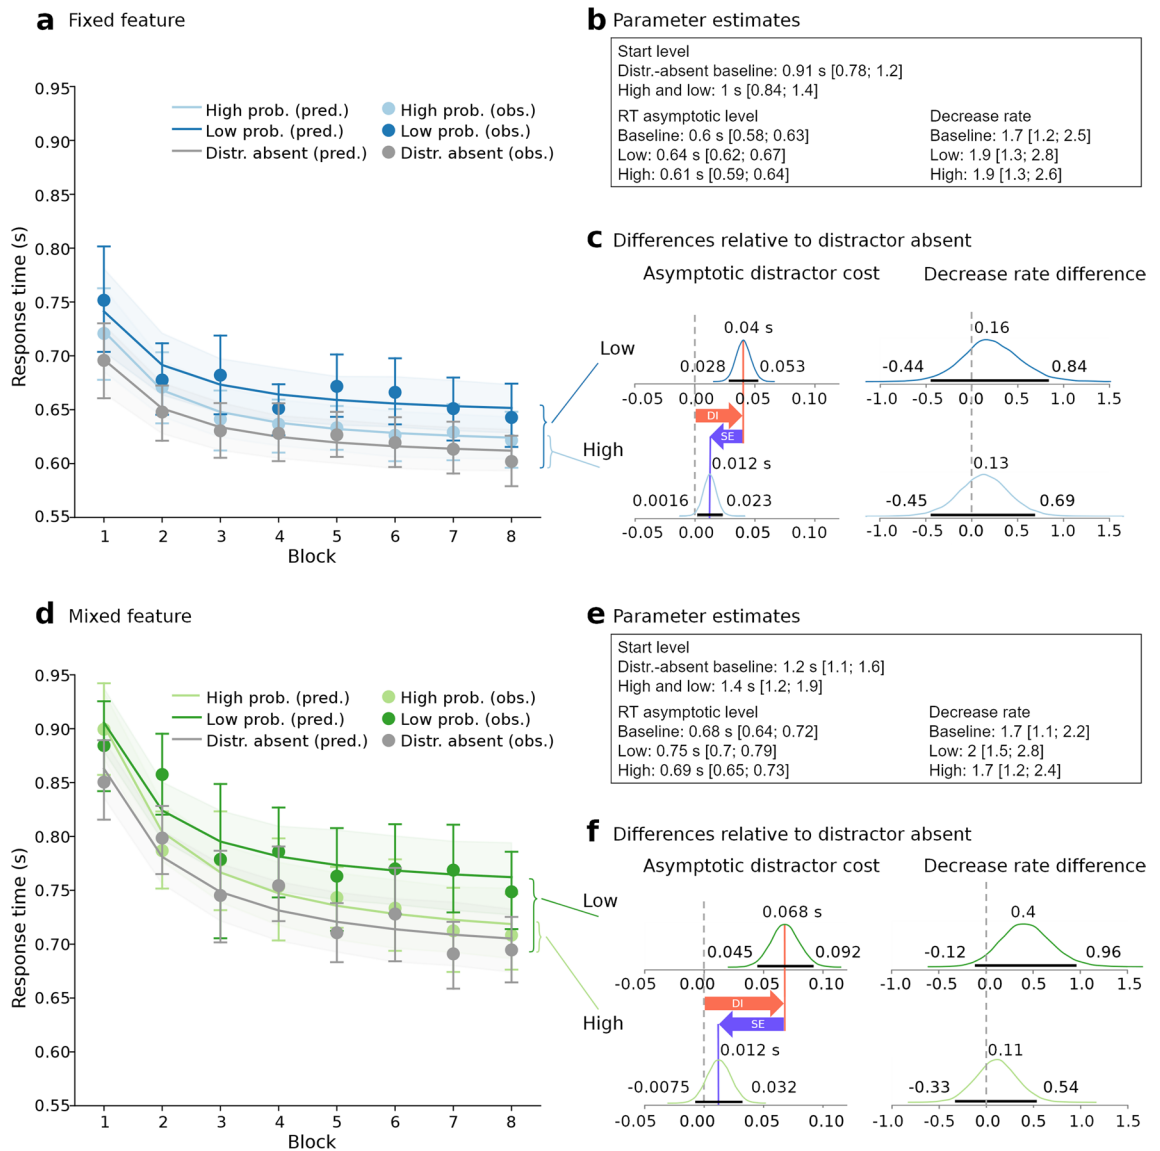 a Fixed feature
Response time (s)
0.95
0.90
0.85
0.80
0.75
0.70
0.65
0.60
0.55
High prob. (pred.) High prob. (obs.)
Low prob. (pred.) Low prob. (obs.)
Distr. absent (pred.) Distr. absent (obs.)
1 2 3 4 5 6 7 8
Block
b Parameter estimates
Start level
Distr.-absent baseline: 0.91 s [0.78; 1.2]
High and low: 1 s [0.84; 1.4]
RT asymptotic level Decrease rate
Baseline: 0.6 s [0.58; 0.63] Baseline: 1.7 [1.2; 2.5]
Low: 0.64 s [0.62; 0.67] Low: 1.9 [1.3; 2.8]
High: 0.61 s [0.59; 0.64] High: 1.9 [1.3; 2.6]
c Differences relative to distractor absent
Asymptotic distractor cost Decrease rate difference
Low
0.04 s 0.16
0.028 0.053 -0.44 0.84
-0.05 0.00 0.05 0.10 -1.0 -0.5 0.0 0.5 1.0 1.5
DI
SE
High
0.012 s 0.13
0.0016 0.023 -0.45 0.69
-0.05 0.00 0.05 0.10 -1.0 -0.5 0.0 0.5 1.0 1.5
d Mixed feature
Response time (s)
0.95
0.90
0.85
0.80
0.75
0.70
0.65
0.60
0.55
High prob. (pred.) High prob. (obs.)
Low prob. (pred.) Low prob. (obs.)
Distr. absent (pred.) Distr. absent (obs.)
1 2 3 4 5 6 7 8
Block
e Parameter estimates
Start level
Distr.-absent baseline: 1.2 s [1.1; 1.6]
High and low: 1.4 s [1.2; 1.9]
RT asymptotic level Decrease rate
Baseline: 0.68 s [0.64; 0.72] Baseline: 1.7 [1.1; 2.2]
Low: 0.75 s [0.7; 0.79] Low: 2 [1.5; 2.8]
High: 0.69 s [0.65; 0.73] High: 1.7 [1.2; 2.4]
f Differences relative to distractor absent
Asymptotic distractor cost Decrease rate difference
Low
0.068 s 0.4
0.045 0.092 -0.12 0.96
-0.05 0.00 0.05 0.10 -1.0 -0.5 0.0 0.5 1.0 1.5
DI
SE
High
0.012 s 0.11
-0.0075 0.032 -0.33 0.54
-0.05 0.00 0.05 0.10 -1.0 -0.5 0.0 0.5 1.0 1.5